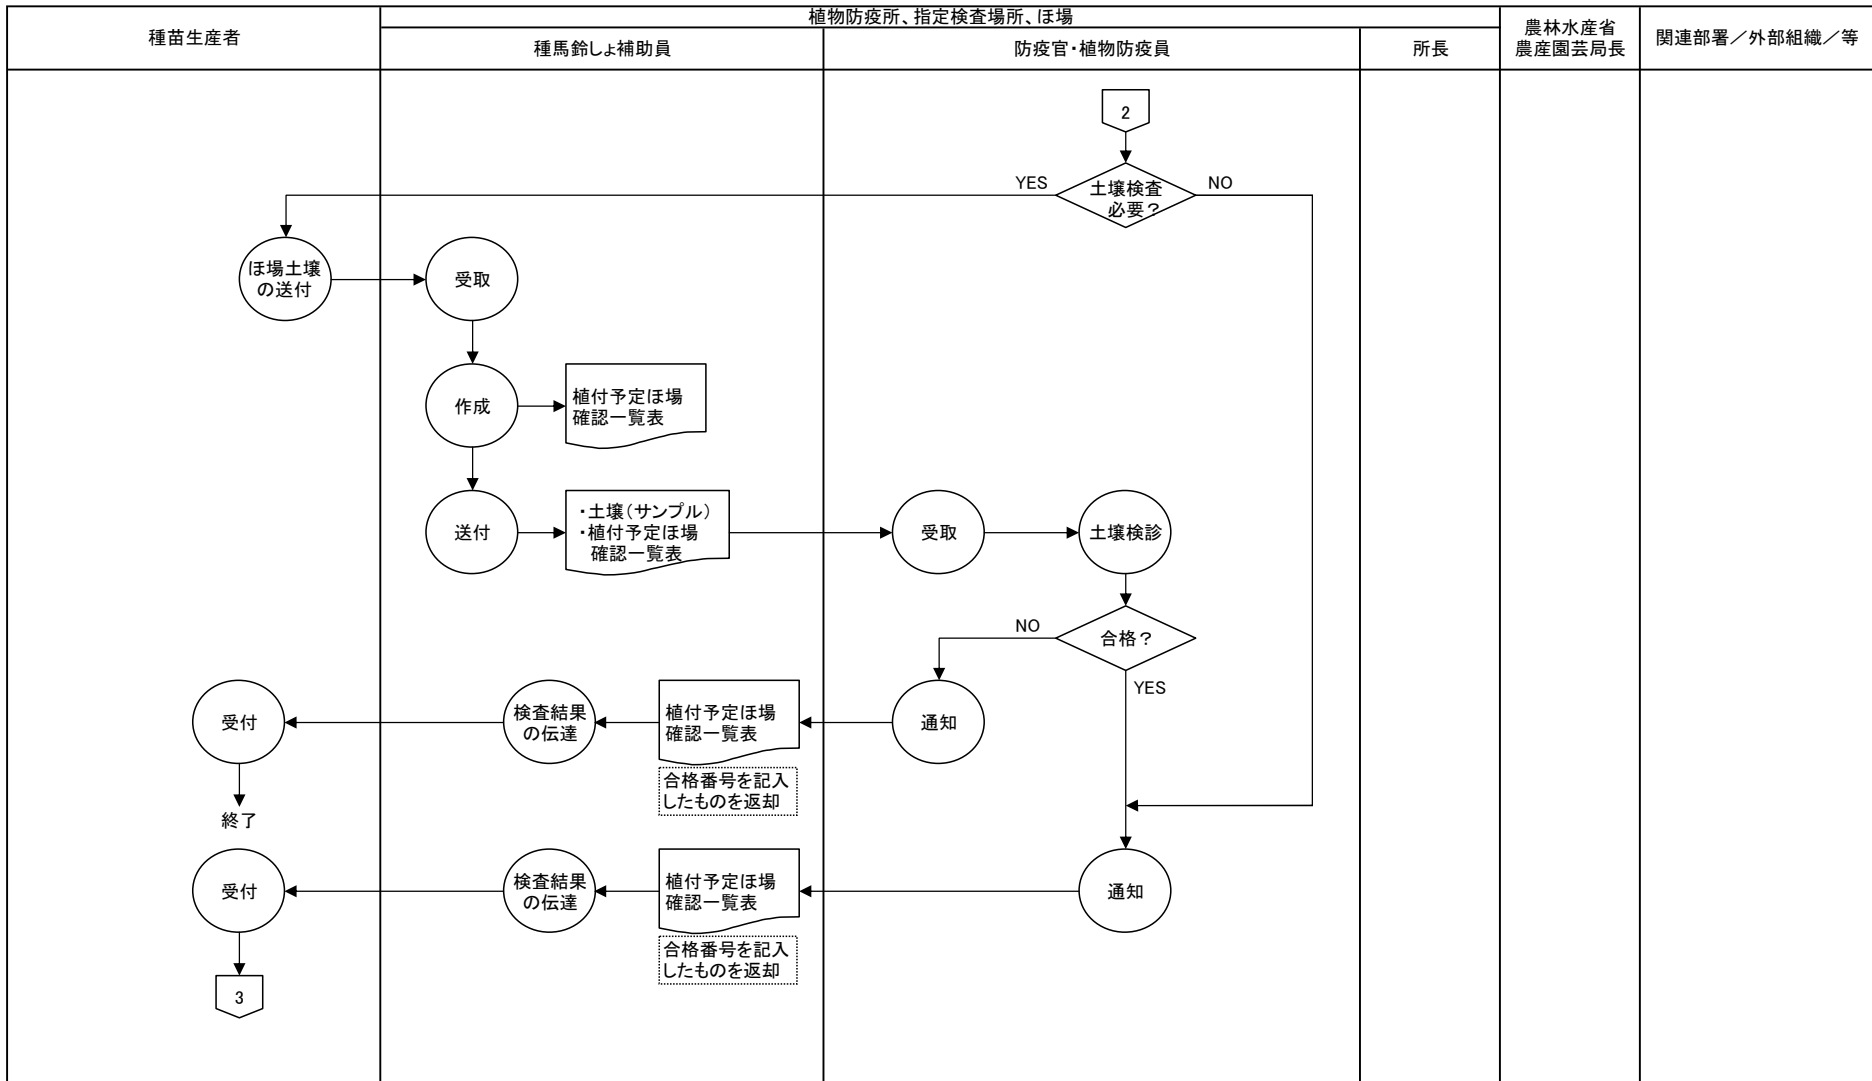 植物防疫所、指定検査場所、ほ場
種苗生産者
種馬鈴しょ補助員
防疫官・植物防疫員
所長
農林水産省
農産園芸局長
関連部署／外部組織／等
2
YES
土壌検査
必要？
NO
ほ場土壌
の送付
受取
作成
植付予定ほ場
確認一覧表
送付
・土壌（サンプル）
・植付予定ほ場
確認一覧表
受取
土壌検診
NO
合格？
YES
受付
検査結果
の伝達
植付予定ほ場
確認一覧表
通知
合格番号を記入
したものを返却
終了
受付
検査結果
の伝達
植付予定ほ場
確認一覧表
通知
合格番号を記入
したものを返却
3